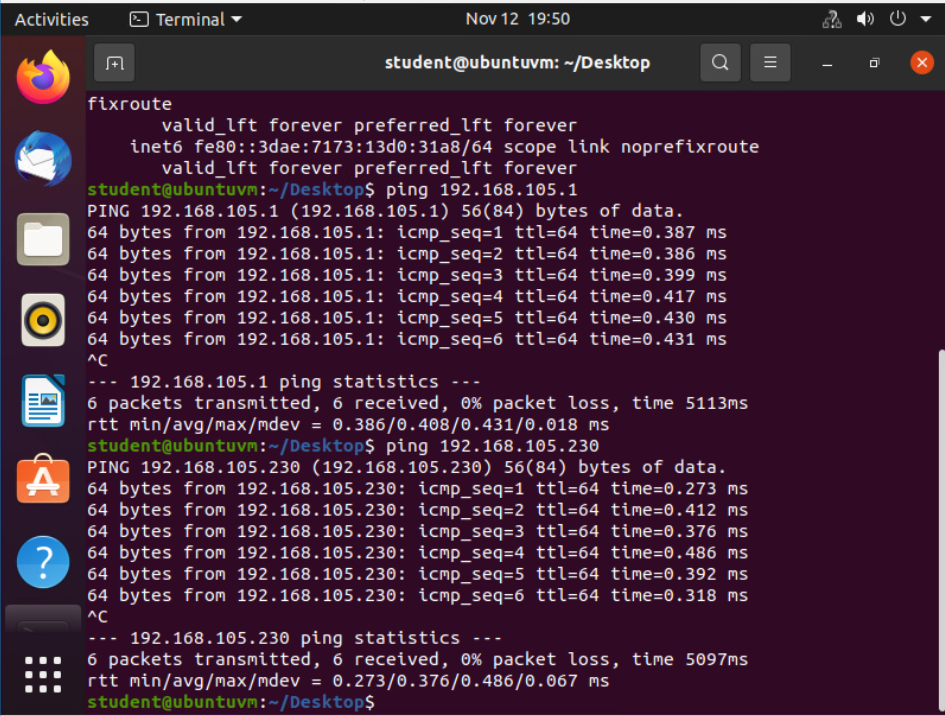 Activities Terminal Nov 12 19:50
student@ubuntuvm: ~/Desktop
fixroute
valid_lft forever preferred_lft forever
inet6 fe80::3dae:7173:13d0:31a8/64 scope link noprefixroute
valid_lft forever preferred_lft forever
student@ubuntuvm:~/Desktop$ ping 192.168.105.1
PING 192.168.105.1 (192.168.105.1) 56(84) bytes of data.
64 bytes from 192.168.105.1: icmp_seq=1 ttl=64 time=0.387 ms
64 bytes from 192.168.105.1: icmp_seq=2 ttl=64 time=0.386 ms
64 bytes from 192.168.105.1: icmp_seq=3 ttl=64 time=0.399 ms
64 bytes from 192.168.105.1: icmp_seq=4 ttl=64 time=0.417 ms
64 bytes from 192.168.105.1: icmp_seq=5 ttl=64 time=0.430 ms
64 bytes from 192.168.105.1: icmp_seq=6 ttl=64 time=0.431 ms
^C
--- 192.168.105.1 ping statistics ---
6 packets transmitted, 6 received, 0% packet loss, time 5113ms
rtt min/avg/max/mdev = 0.386/0.408/0.431/0.018 ms
student@ubuntuvm:~/Desktop$ ping 192.168.105.230
PING 192.168.105.230 (192.168.105.230) 56(84) bytes of data.
64 bytes from 192.168.105.230: icmp_seq=1 ttl=64 time=0.273 ms
64 bytes from 192.168.105.230: icmp_seq=2 ttl=64 time=0.412 ms
64 bytes from 192.168.105.230: icmp_seq=3 ttl=64 time=0.376 ms
64 bytes from 192.168.105.230: icmp_seq=4 ttl=64 time=0.486 ms
64 bytes from 192.168.105.230: icmp_seq=5 ttl=64 time=0.392 ms
64 bytes from 192.168.105.230: icmp_seq=6 ttl=64 time=0.318 ms
^C
--- 192.168.105.230 ping statistics ---
6 packets transmitted, 6 received, 0% packet loss, time 5097ms
rtt min/avg/max/mdev = 0.273/0.376/0.486/0.067 ms
student@ubuntuvm:~/Desktop$